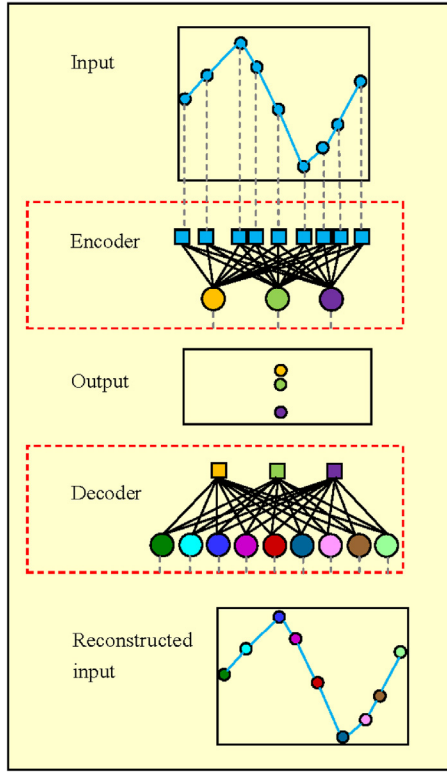 Input
Encoder
Output
Decoder
Reconstructed
input